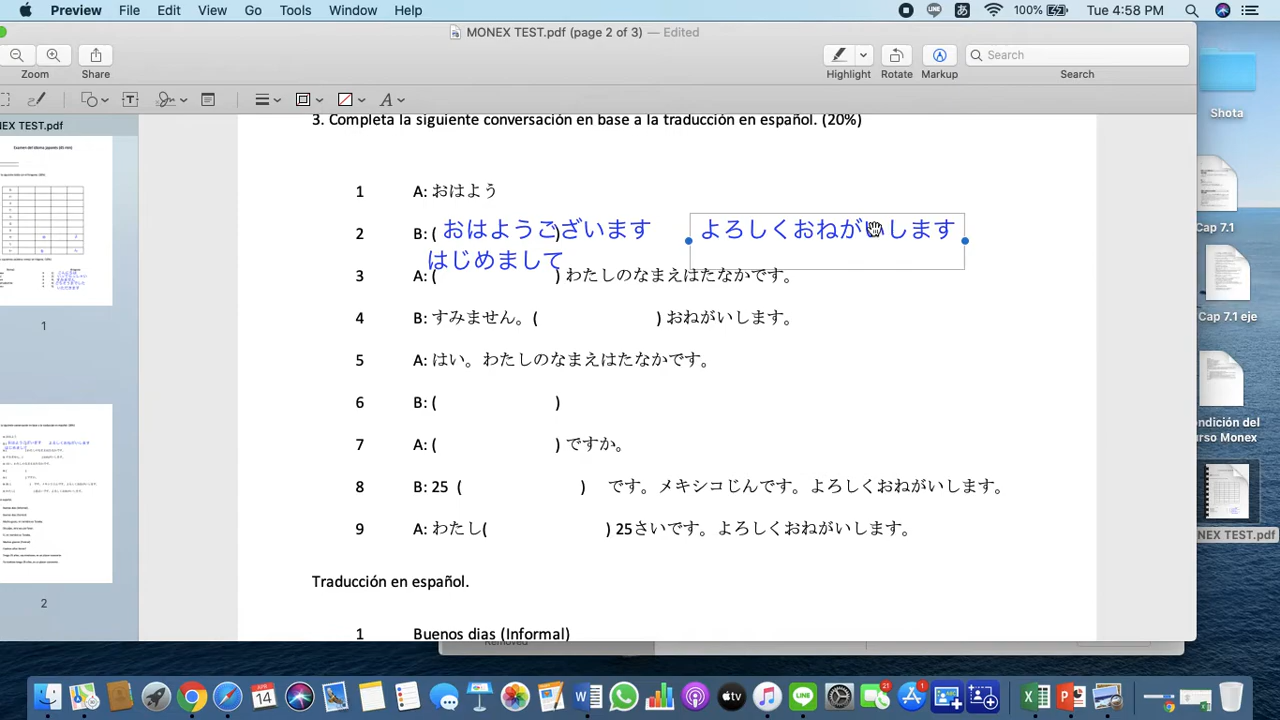 Preview File Edit View Go Tools Window Help 100% Tue 4:58 PM
MONEX TEST.pdf (page 2 of 3) — Edited
Zoom Share Highlight Rotate Markup Search
Search
EX TEST.pdf
3. Completa la siguiente conversación en base a la traducción en español. (20%)
1 A: おはよう
2 B: ( おはようございます ) よろしくおねがいします
はじめまして
3 A: ( ) わたしのなまえはたなかです。
4 B: すみません。( ) おねがいします。
5 A: はい。わたしのなまえはたなかです。
6 B: ( )
7 A: ( ) ですか。
8 B: 25 ( ) です。メキシコじんです。よろしくおねがいします。
9 A: わたし( 25さいです。よろしくおねがいします
Traducción en español.
1 Buenos dias (Informal)
1
2
Shota
Cap 7.1
Cap 7.1 eje
ndición del
urso Monex
NEX TEST.pdf